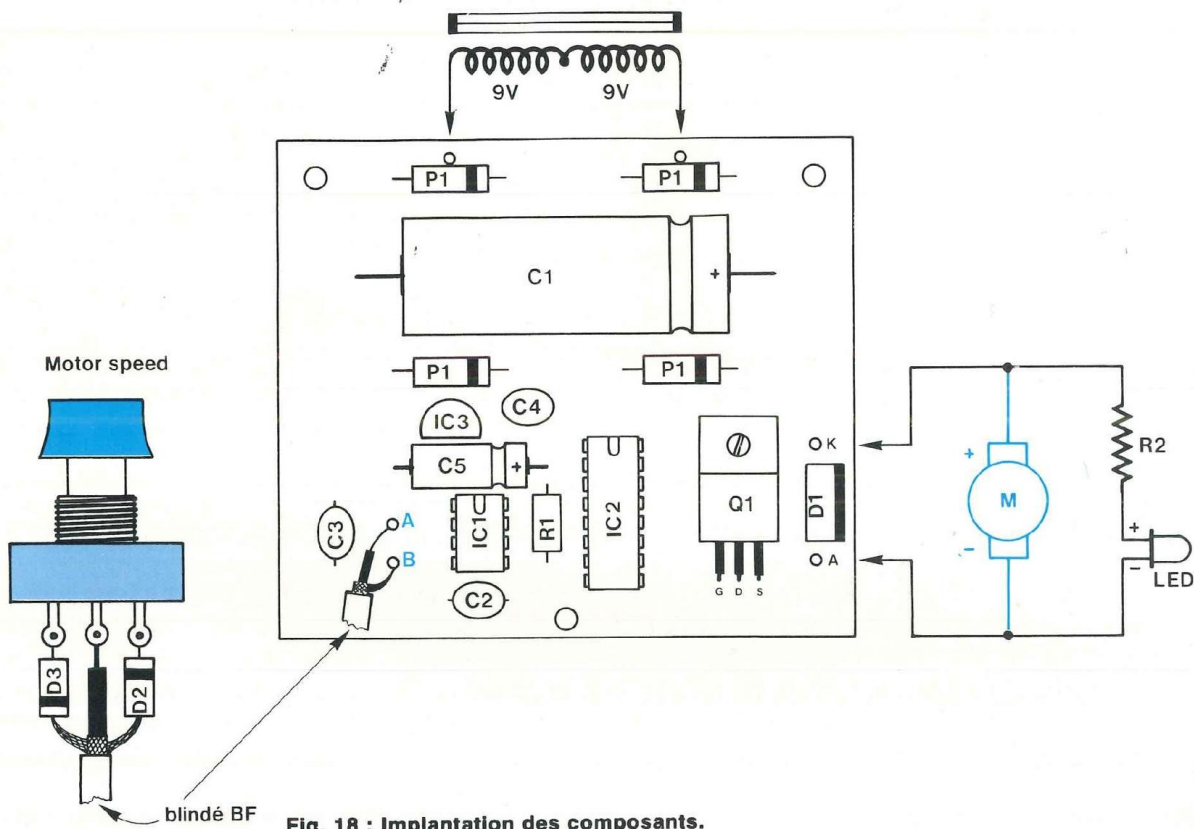 9V 9V
P1 P1
C1 +
Motor speed
P1 P1
IC3 C4
C5 +
K
R2
+
M
Q1
D1
IC2
R1
IC1
C3
A
B
-
+
-
LED
A
G D S
C2
D3 D2
blindé BF
Fig. 18 : Implantation des composants.